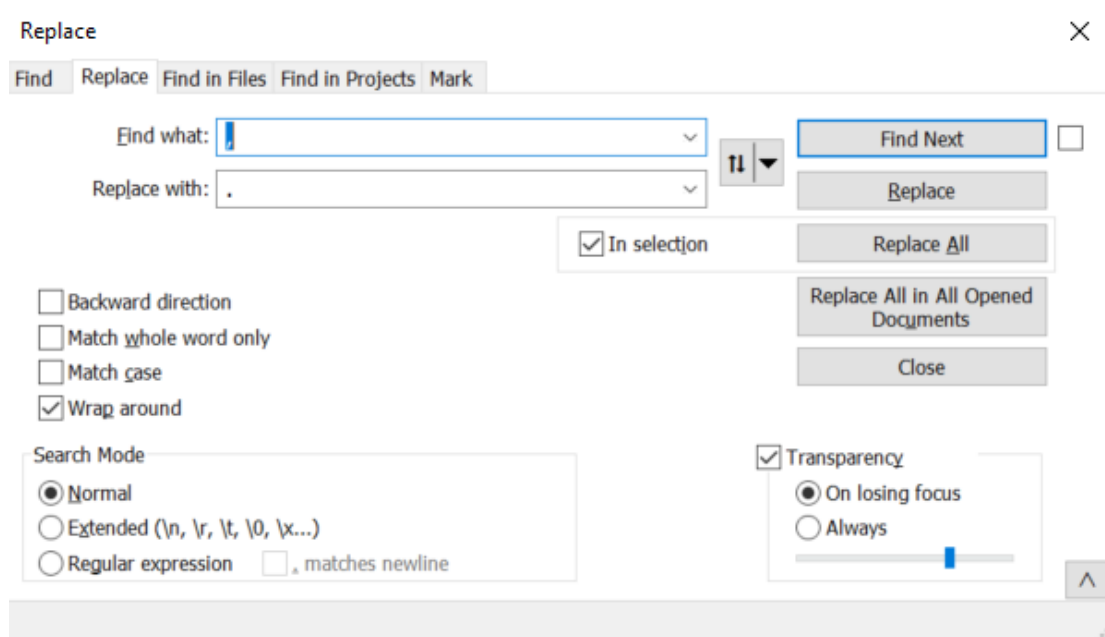 Replace
Find Replace Find in Files Find in Projects Mark
Find what: , Find Next
Replace with: . Replace
In selection Replace All
Replace All in All Opened
Documents
Close
Backward direction
Match whole word only
Match case
Wrap around
Search Mode
Normal
Extended (\n, \r, \t, \0, \x...)
Regular expression . matches newline
Transparency
On losing focus
Always